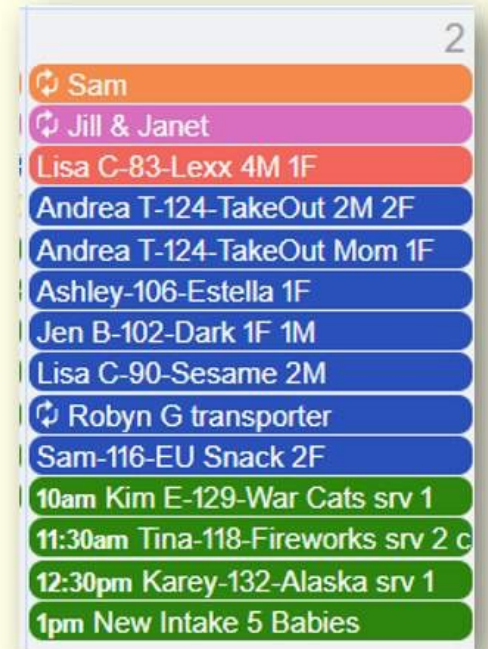 2
Sam
Jill & Janet
Lisa C-83-Lexx 4M 1F
Andrea T-124-TakeOut 2M 2F
Andrea T-124-TakeOut Mom 1F
Ashley-106-Estella 1F
Jen B-102-Dark 1F 1M
Lisa C-90-Sesame 2M
Robyn G transporter
Sam-116-EU Snack 2F
10am Kim E-129-War Cats srv 1
11:30am Tina-118-Fireworks srv 2 c
12:30pm Karey-132-Alaska srv 1
1pm New Intake 5 Babies